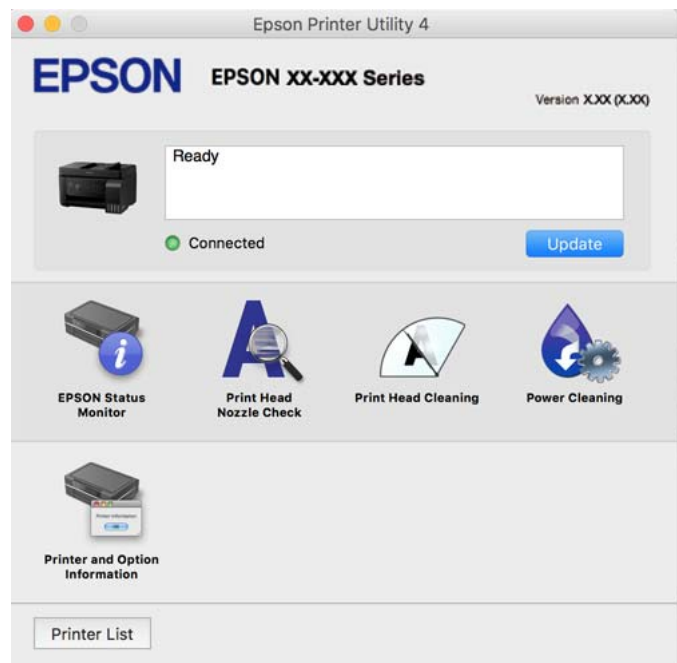 Epson Printer Utility 4
EPSON
EPSON XX-XXX Series
Version X.XX (X.XX)
Ready
Connected
Update
EPSON Status
Monitor
Print Head
Nozzle Check
Print Head Cleaning
Power Cleaning
Printer and Option
Information
Printer List